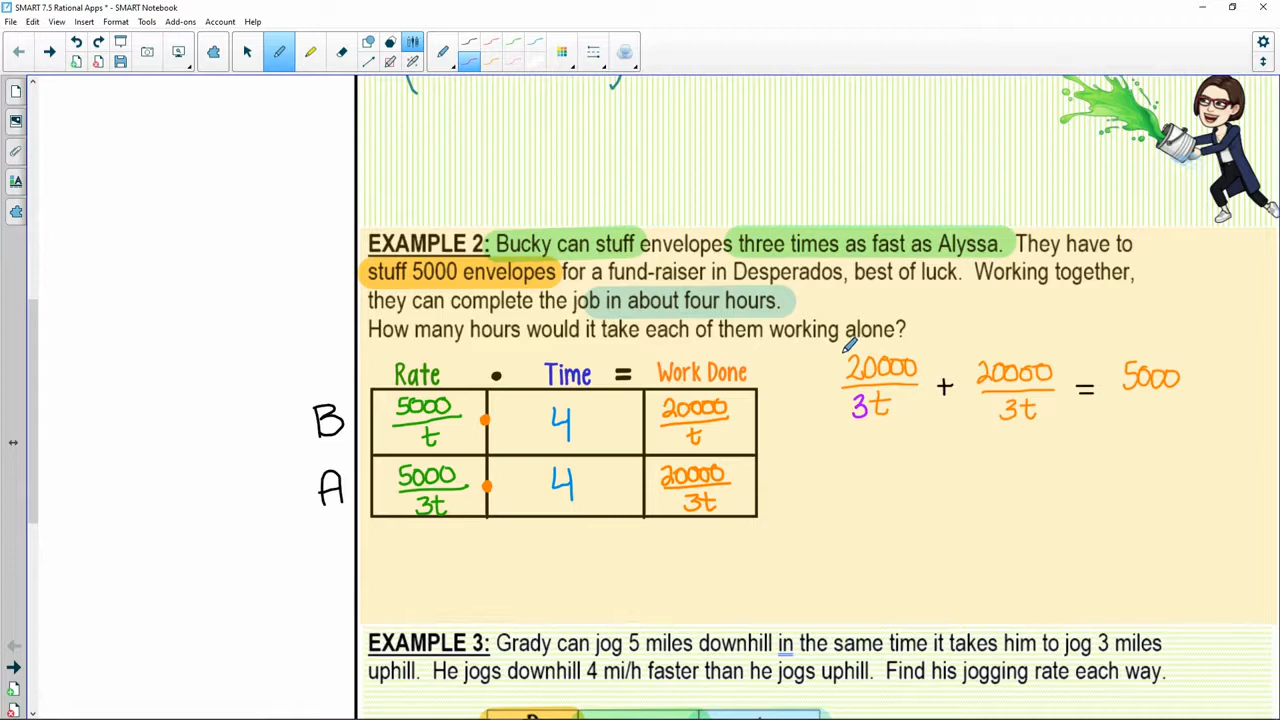 SMART 7.5 Rational Apps * - SMART Notebook
File Edit View Insert Format Tools Add-ons Account Help
EXAMPLE 2: Bucky can stuff envelopes three times as fast as Alyssa. They have to
stuff 5000 envelopes for a fund-raiser in Desperados, best of luck. Working together,
they can complete the job in about four hours.
How many hours would it take each of them working alone?
Rate • Time = Work Done
B 5000/t • 4 20000/t
A 5000/3t • 4 20000/3t
20000/3t + 20000/3t = 5000
EXAMPLE 3: Grady can jog 5 miles downhill in the same time it takes him to jog 3 miles
uphill. He jogs downhill 4 mi/h faster than he jogs uphill. Find his jogging rate each way.